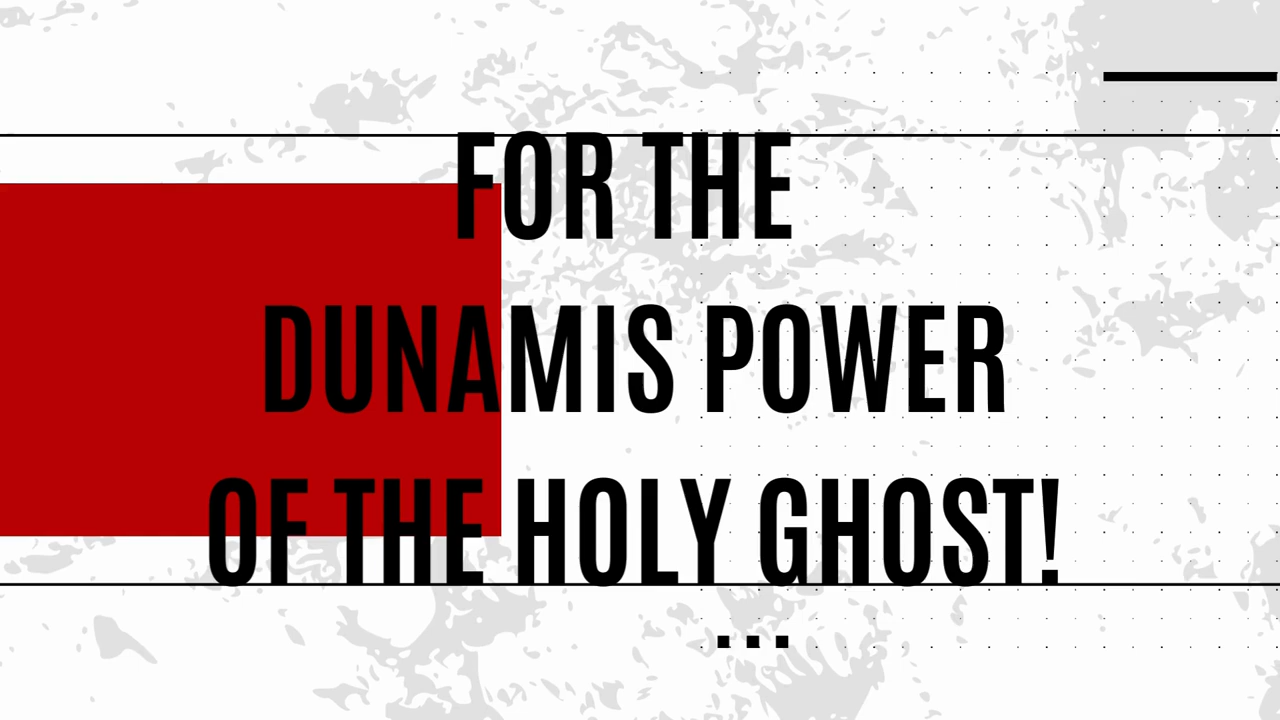 FOR THE
DUNAMIS POWER
OF THE HOLY GHOST!
...